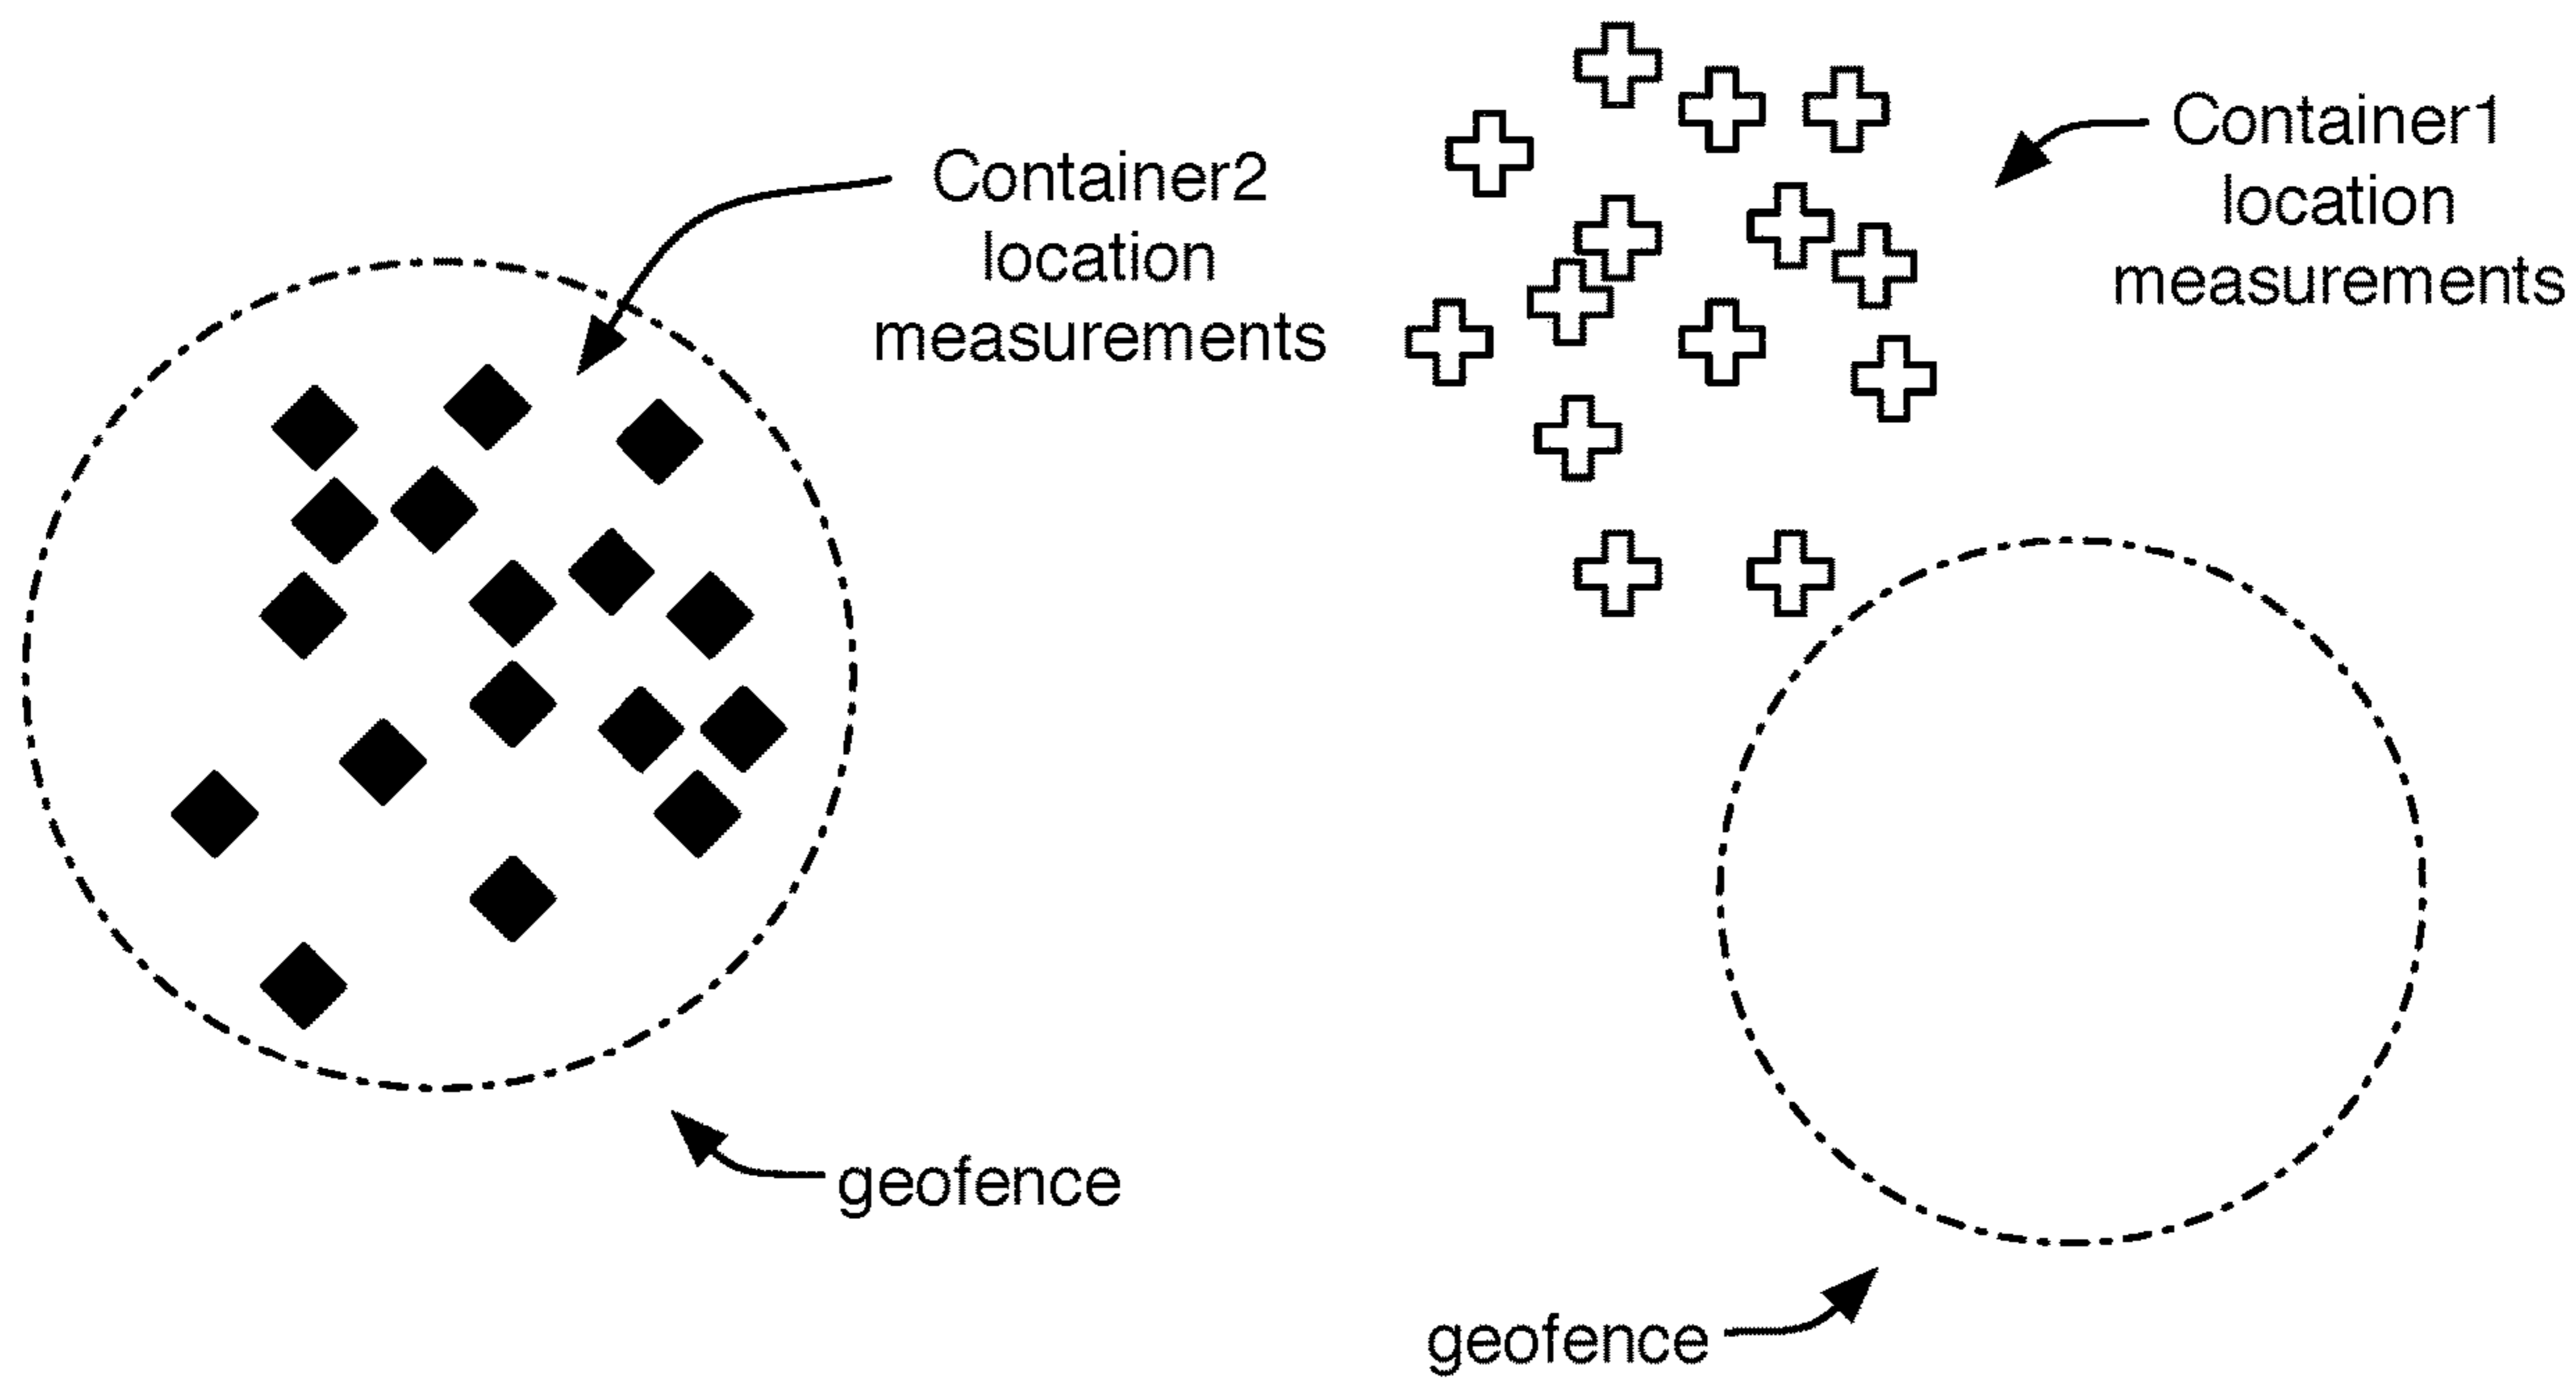 Container2
location
measurements
Container1
location
measurements
geofence
geofence